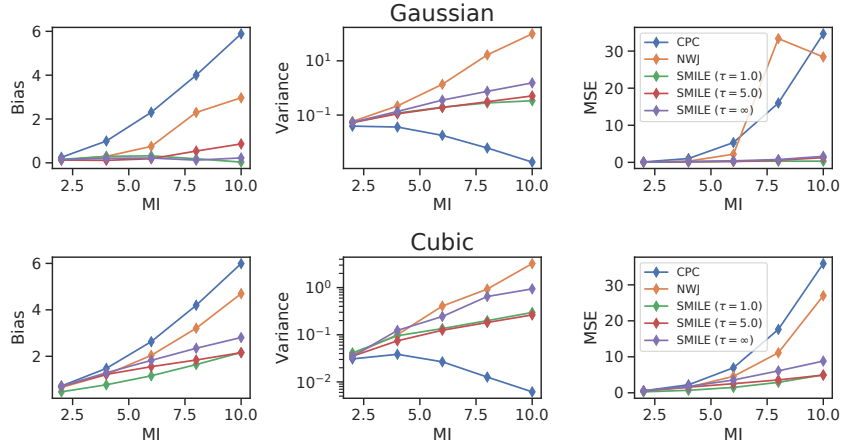 Gaussian
6
4
2
0
Bias
2.5
5.0
7.5
10.0
MI
10¹
10⁻¹
Variance
2.5
5.0
7.5
10.0
MI
30
20
10
0
MSE
CPC
NWJ
SMILE (τ = 1.0)
SMILE (τ = 5.0)
SMILE (τ = ∞)
2.5
5.0
7.5
10.0
MI
Cubic
6
4
2
Bias
2.5
5.0
7.5
10.0
MI
10⁰
10⁻¹
10⁻²
Variance
2.5
5.0
7.5
10.0
MI
30
20
10
0
MSE
CPC
NWJ
SMILE (τ = 1.0)
SMILE (τ = 5.0)
SMILE (τ = ∞)
2.5
5.0
7.5
10.0
MI